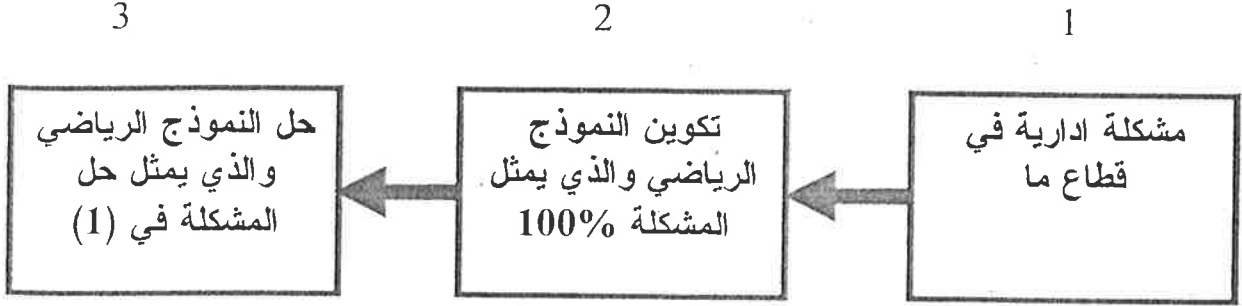 1
مشكلة ادارية في
قطاع ما
2
تكوين النموذج
الرياضي والذي يمثل
المشكلة 100%
3
حل النموذج الرياضي
والذي يمثل حل
المشكلة في (1)